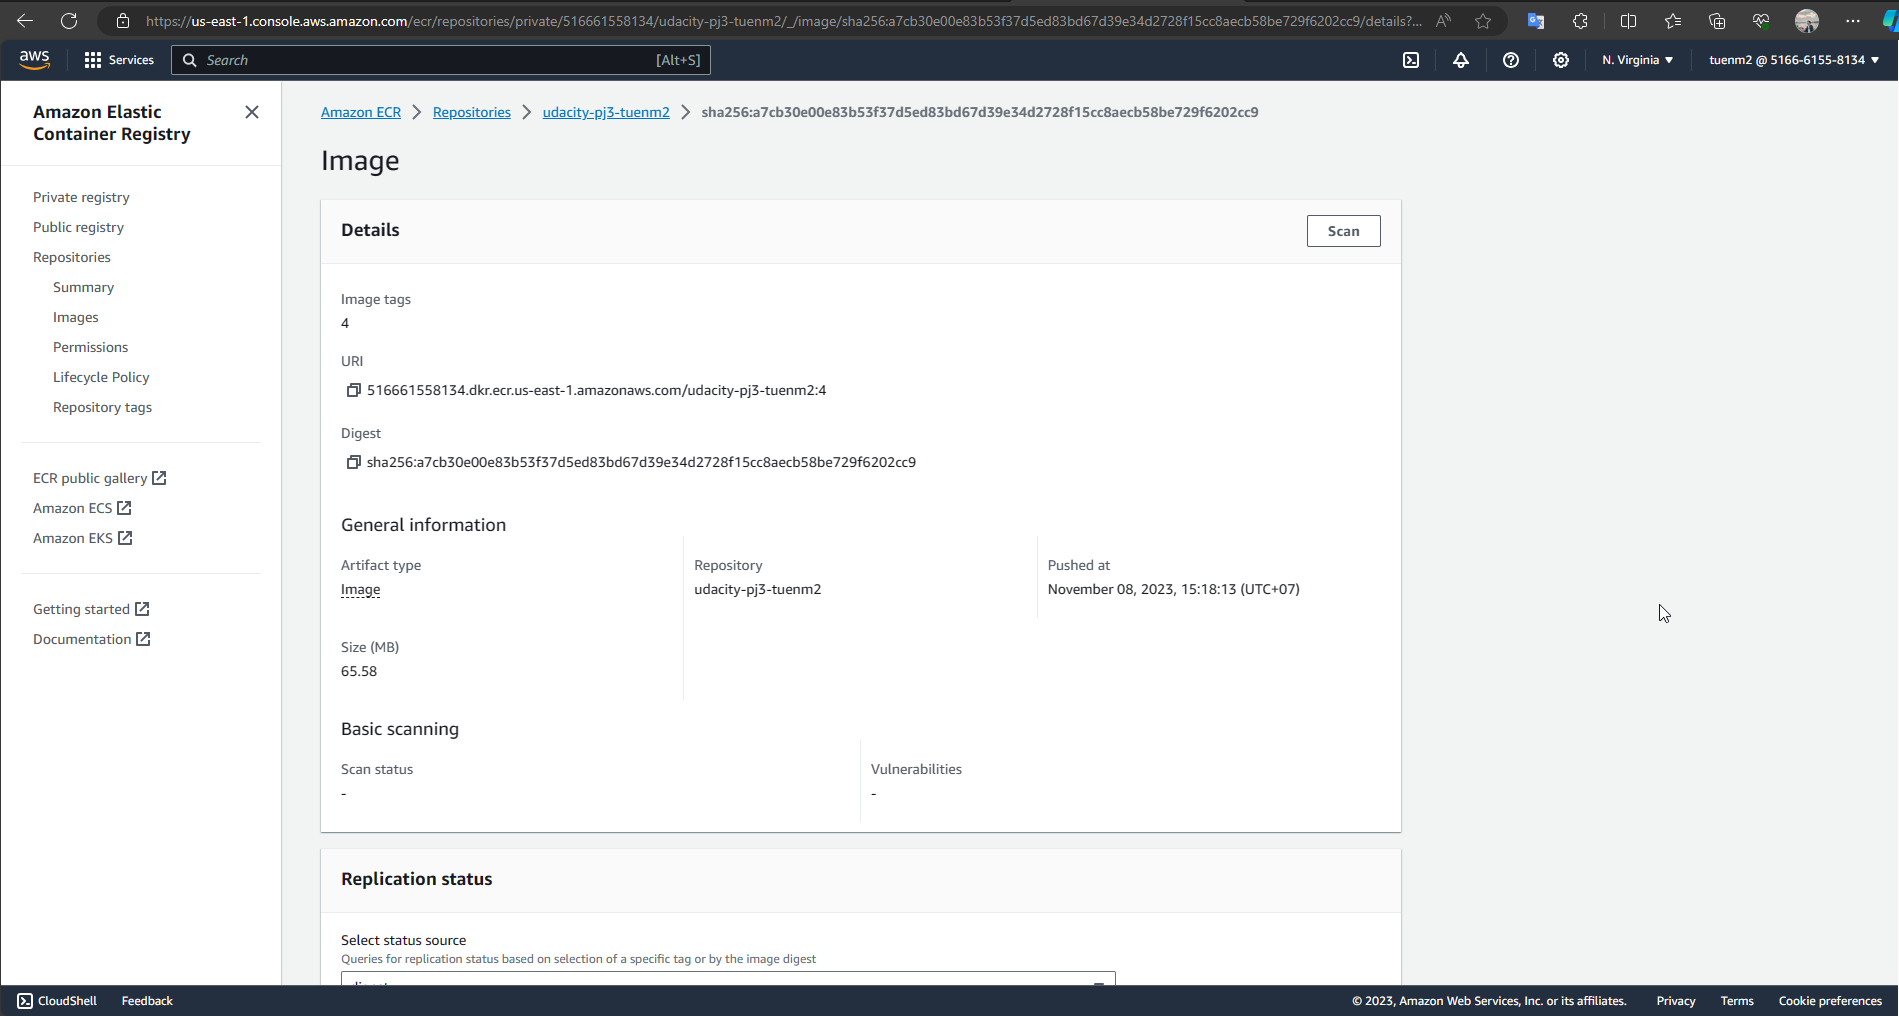 https://us-east-1.console.aws.amazon.com/ecr/repositories/private/516661558134/udacity-pj3-tuenm2/_/image/sha256:a7cb30e00e83b53f37d5ed83bd67d39e34d2728f15cc8aecb58be729f6202cc9/details?...
aws Services Search [Alt+S] N. Virginia tuenm2 @ 5166-6155-8134
Amazon Elastic
Container Registry
Private registry
Public registry
Repositories
Summary
Images
Permissions
Lifecycle Policy
Repository tags
ECR public gallery
Amazon ECS
Amazon EKS
Getting started
Documentation
Amazon ECR Repositories udacity-pj3-tuenm2 sha256:a7cb30e00e83b53f37d5ed83bd67d39e34d2728f15cc8aecb58be729f6202cc9
Image
Details Scan
Image tags
4
URI
516661558134.dkr.ecr.us-east-1.amazonaws.com/udacity-pj3-tuenm2:4
Digest
sha256:a7cb30e00e83b53f37d5ed83bd67d39e34d2728f15cc8aecb58be729f6202cc9
General information
Artifact type
Image
Repository
udacity-pj3-tuenm2
Pushed at
November 08, 2023, 15:18:13 (UTC+07)
Size (MB)
65.58
Basic scanning
Scan status
-
Vulnerabilities
-
Replication status
Select status source
Queries for replication status based on selection of a specific tag or by the image digest
CloudShell Feedback © 2023, Amazon Web Services, Inc. or its affiliates. Privacy Terms Cookie preferences